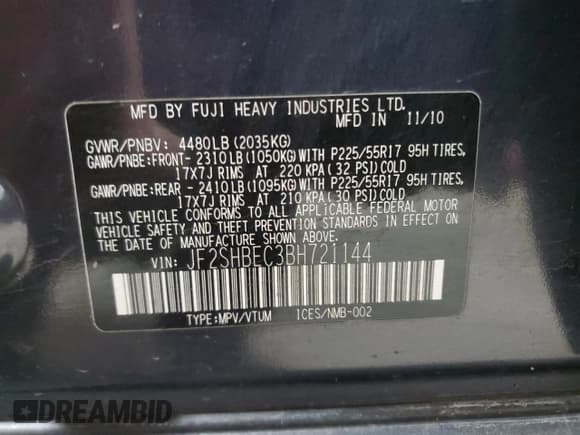 MFD BY FUJI HEAVY INDUSTRIES LTD.
MFD IN 11/10
GVWR/PNBV: 4480LB (2035KG)
GAWR/PNBE:FRONT- 2310LB (1050KG) WITH P225/55R17 95H TIRES,
17X7J RIMS AT 220 KPA ( 32 PSI) COLD
GAWR/PNBE:REAR - 2410LB (1095KG) WITH P225/55R17 95H TIRES,
17X7J RIMS AT 210 KPA ( 30 PSI) COLD
THIS VEHICLE CONFORMS TO ALL APPLICABLE FEDERAL MOTOR
VEHICLE SAFETY AND THEFT PREVENTION STANDARDS IN EFFECT ON
THE DATE OF MANUFACTURE SHOWN ABOVE.
VIN: JF2SHBEC3BH721144
TYPE:MPV/VTUM ICES/NMB-002
DREAMBID